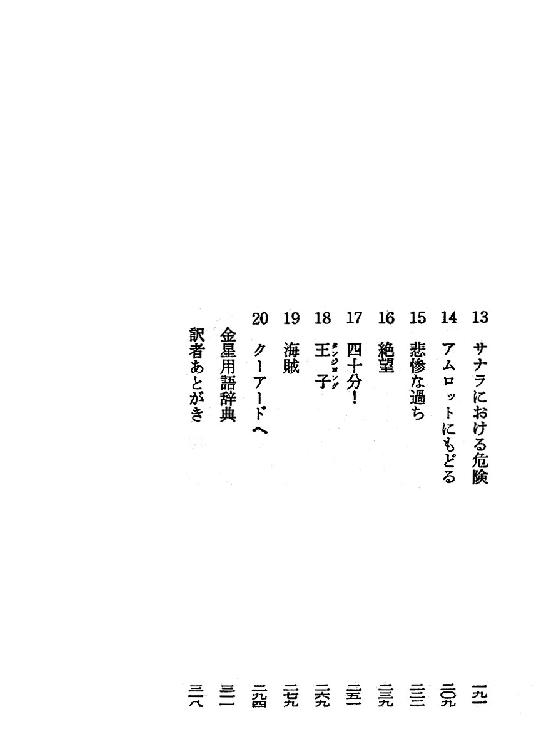 13 サナラにおける危険 一九一
14 アムロットにもどる 二〇九
15 悲惨な過ち 二二三
16 絶望 二三九
17 四十分! 二五一
18 王子 二六九
19 海賊 二七九
20 クーアードへ 二九四
金星用語辞典 三一一
訳者あとがき 三一八